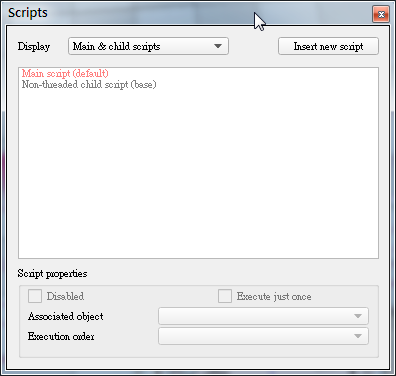 Scripts
Display
Main & child scripts
Insert new script
Main script (default)
Non-threaded child script (base)
Script properties
Disabled
Execute just once
Associated object
Execution order